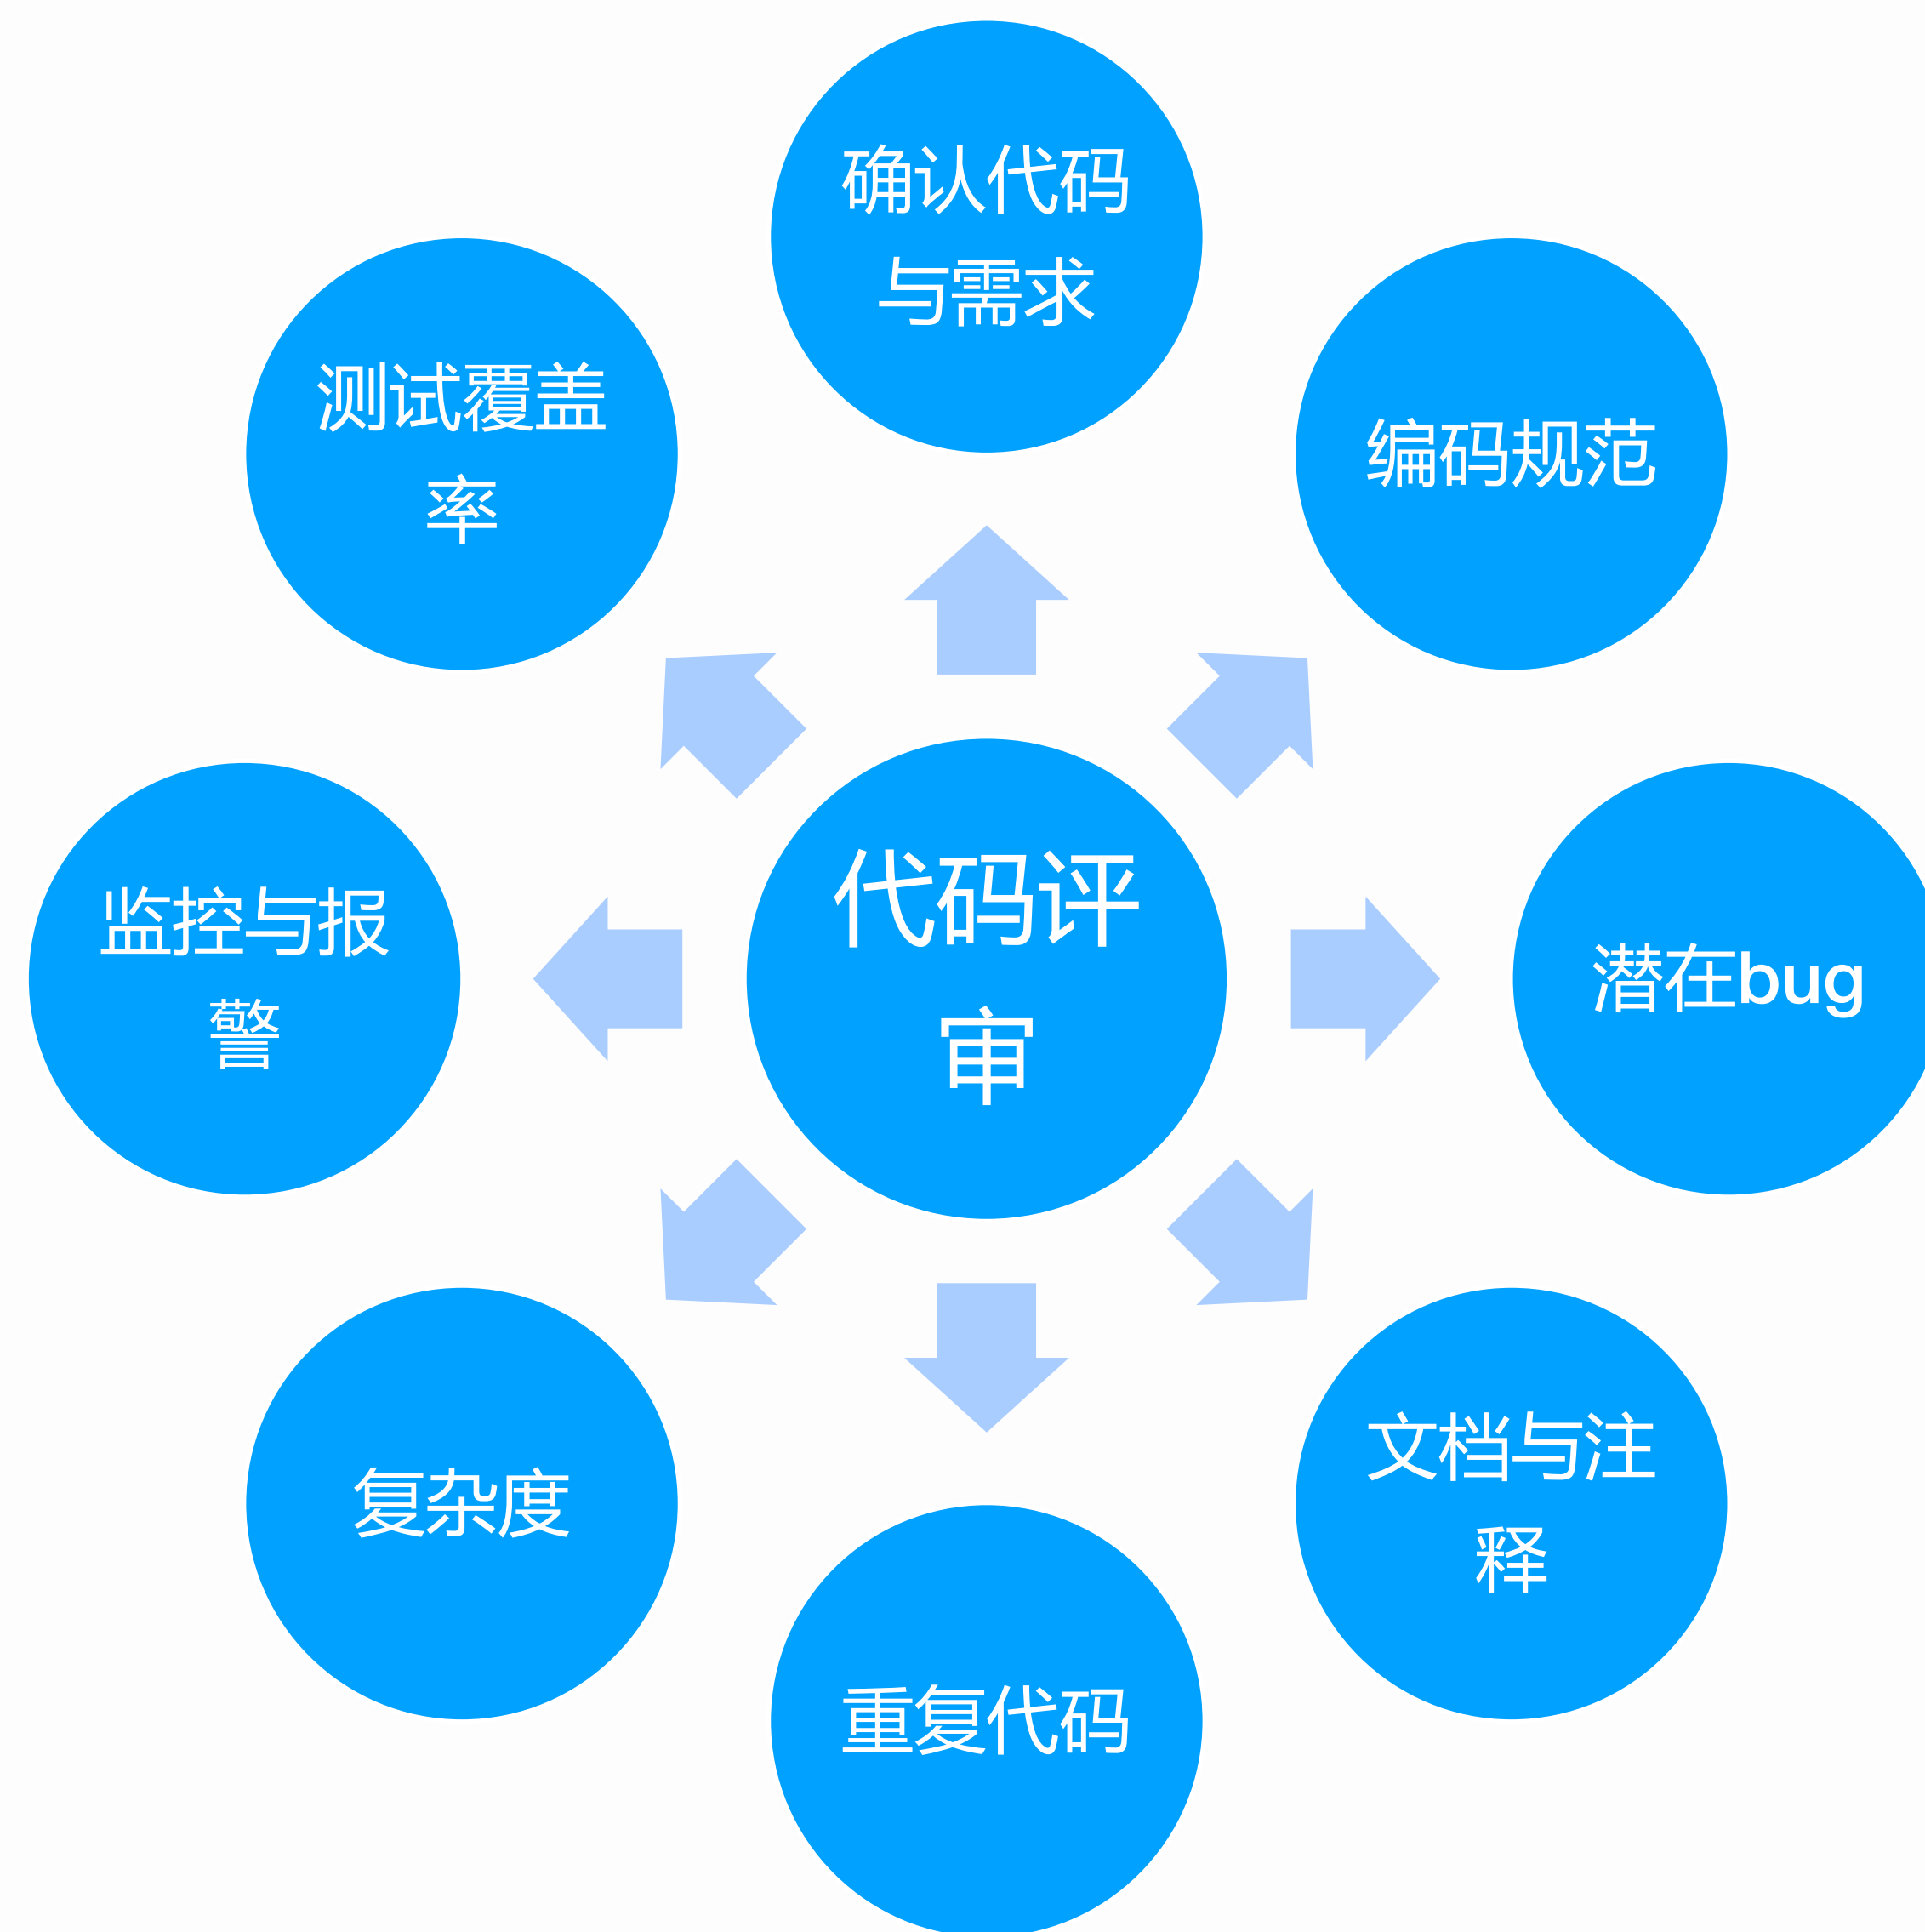 确认代码
与需求
测试覆盖
率
编码规范
代码评
审
监控与报
警
潜在bug
文档与注
释
复杂度
重复代码